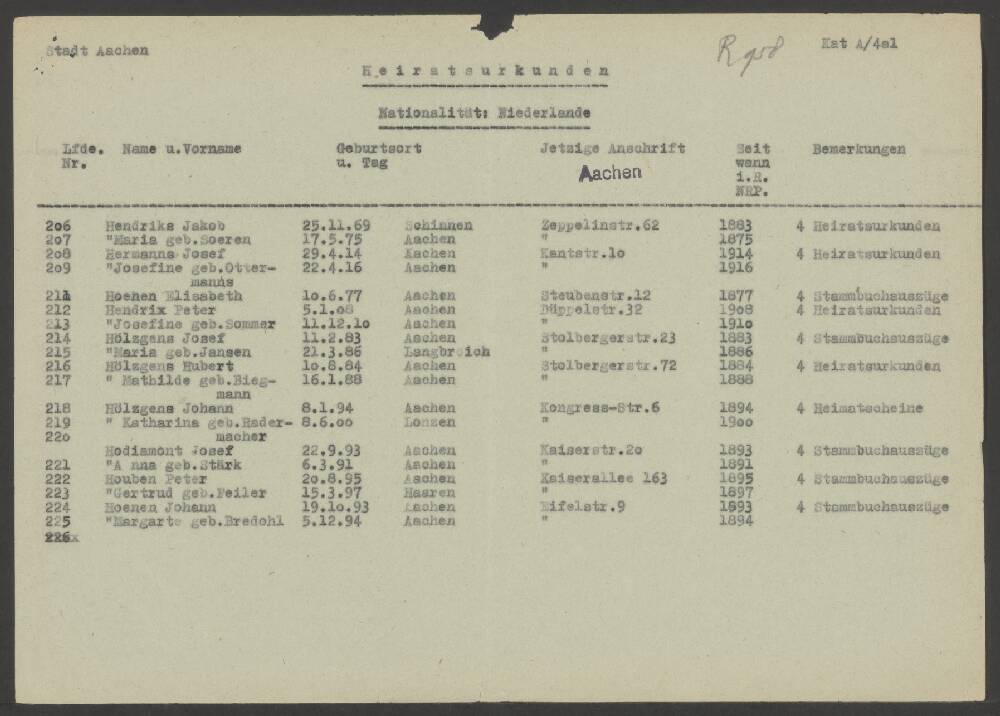 Stadt Aachen
Kat A/4a1
Heiratsurkunden
Nationalität: Niederlande
Lfde. Nr. Name u.Vorname Geburtsort u. Tag Jetzige Anschrift Seit wann i.R. NRP. Bemerkungen
Aachen
2o6 Hendriks Jakob 25.11.69 Schinnen Zeppelinstr.62 1883 4 Heiratsurkunden
2o7 "Maria geb.Soeren 17.5.75 Aachen " 1875
2o8 Hermanns Josef 29.4.14 Aachen Kantstr.1o 1914 4 Heiratsurkunden
2o9 "Josefine geb.Otter- 22.4.16 Aachen " 1916
manns
211 Hoenen Elisabeth 1o.6.77 Aachen Steubenstr.12 1877 4 Stammbuchauszüge
212 Hendrix Peter 5.1.o8 Aachen Düppelstr.32 19o8 4 Heiratsurkunden
213 "Josefine geb.Sommer 11.12.1o Aachen " 191o
214 Hölzgens Josef 11.2.83 Aachen Stolbergerstr.23 1883 4 Stammbuchauszüge
215 "Maria geb.Jansen 21.3.86 Langbroich " 1886
216 Hölzgens Hubert 1o.8.84 Aachen Stolbergerstr.72 1884 4 Heiratsurkunden
217 " Mathilde geb.Bieg- 16.1.88 Aachen " 1888
mann
218 Hölzgens Johann 8.1.94 Aachen Kongress-Str.6 1894 4 Heimatscheine
219 " Katharina geb.Rader- 8.6.oo Lonzen " 19oo
22o macher
Hodiamont Josef 22.9.93 Aachen Kaiserstr.2o 1893 4 Stammbuchauszüge
221 "A nna geb.Stärk 6.3.91 Aachen " 1891
222 Houben Peter 2o.8.95 Aachen Kaiserallee 163 1895 4 Stammbuchauszüge
223 "Gertrud geb.Feiler 15.3.97 Haaren " 1897
224 Hoenen Johann 19.1o.93 Aachen Eifelstr.9 1893 4 Stammbuchauszüge
225 "Margarte geb.Bredohl 5.12.94 Aachen " 1894
226x